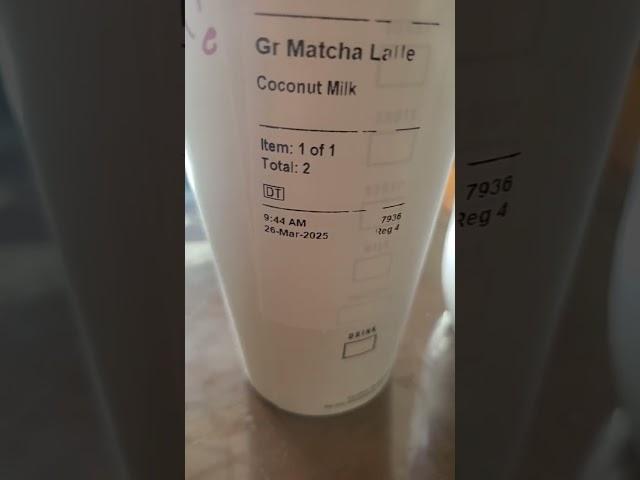 e
Gr Matcha Latte
Coconut Milk
Item: 1 of 1
Total: 2
DT
9:44 AM 7936
26-Mar-2025 Reg 4
DRINK
7936
Reg 4